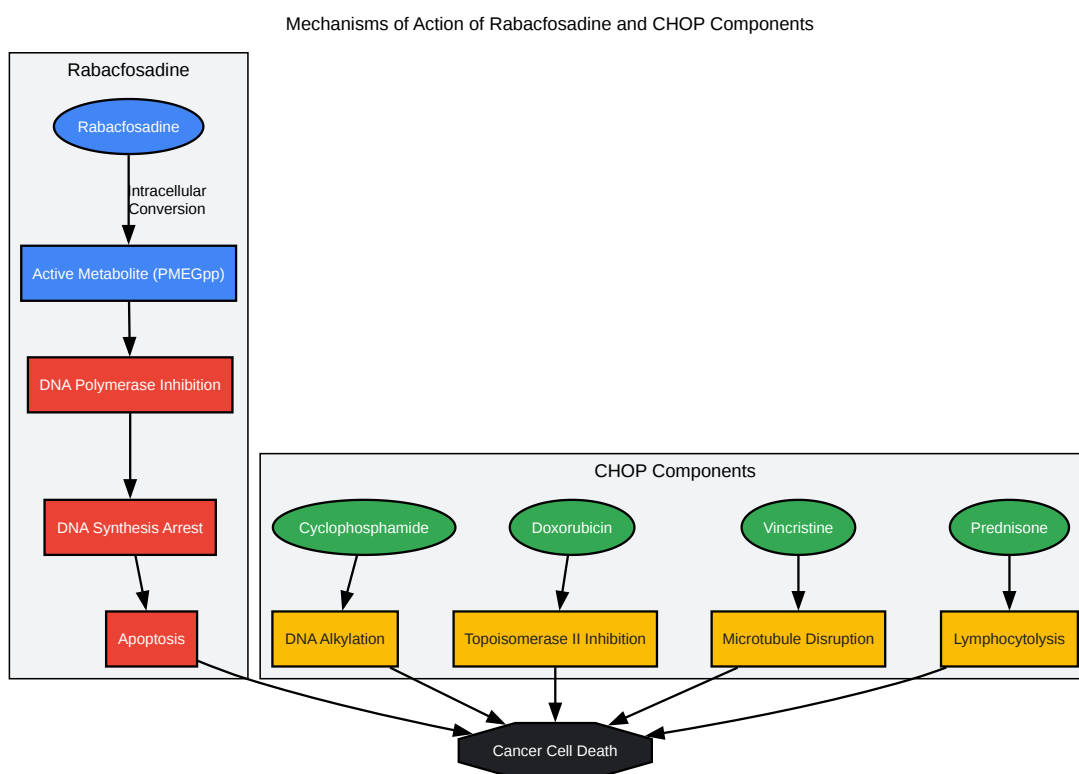 Mechanisms of Action of Rabacfosadine and CHOP Components
Rabacfosadine
Rabacfosadine
Intracellular
Conversion
Active Metabolite (PMEGpp)
DNA Polymerase Inhibition
DNA Synthesis Arrest
Apoptosis
CHOP Components
Cyclophosphamide
Doxorubicin
Vincristine
Prednisone
DNA Alkylation
Topoisomerase II Inhibition
Microtubule Disruption
Lymphocytolysis
Cancer Cell Death